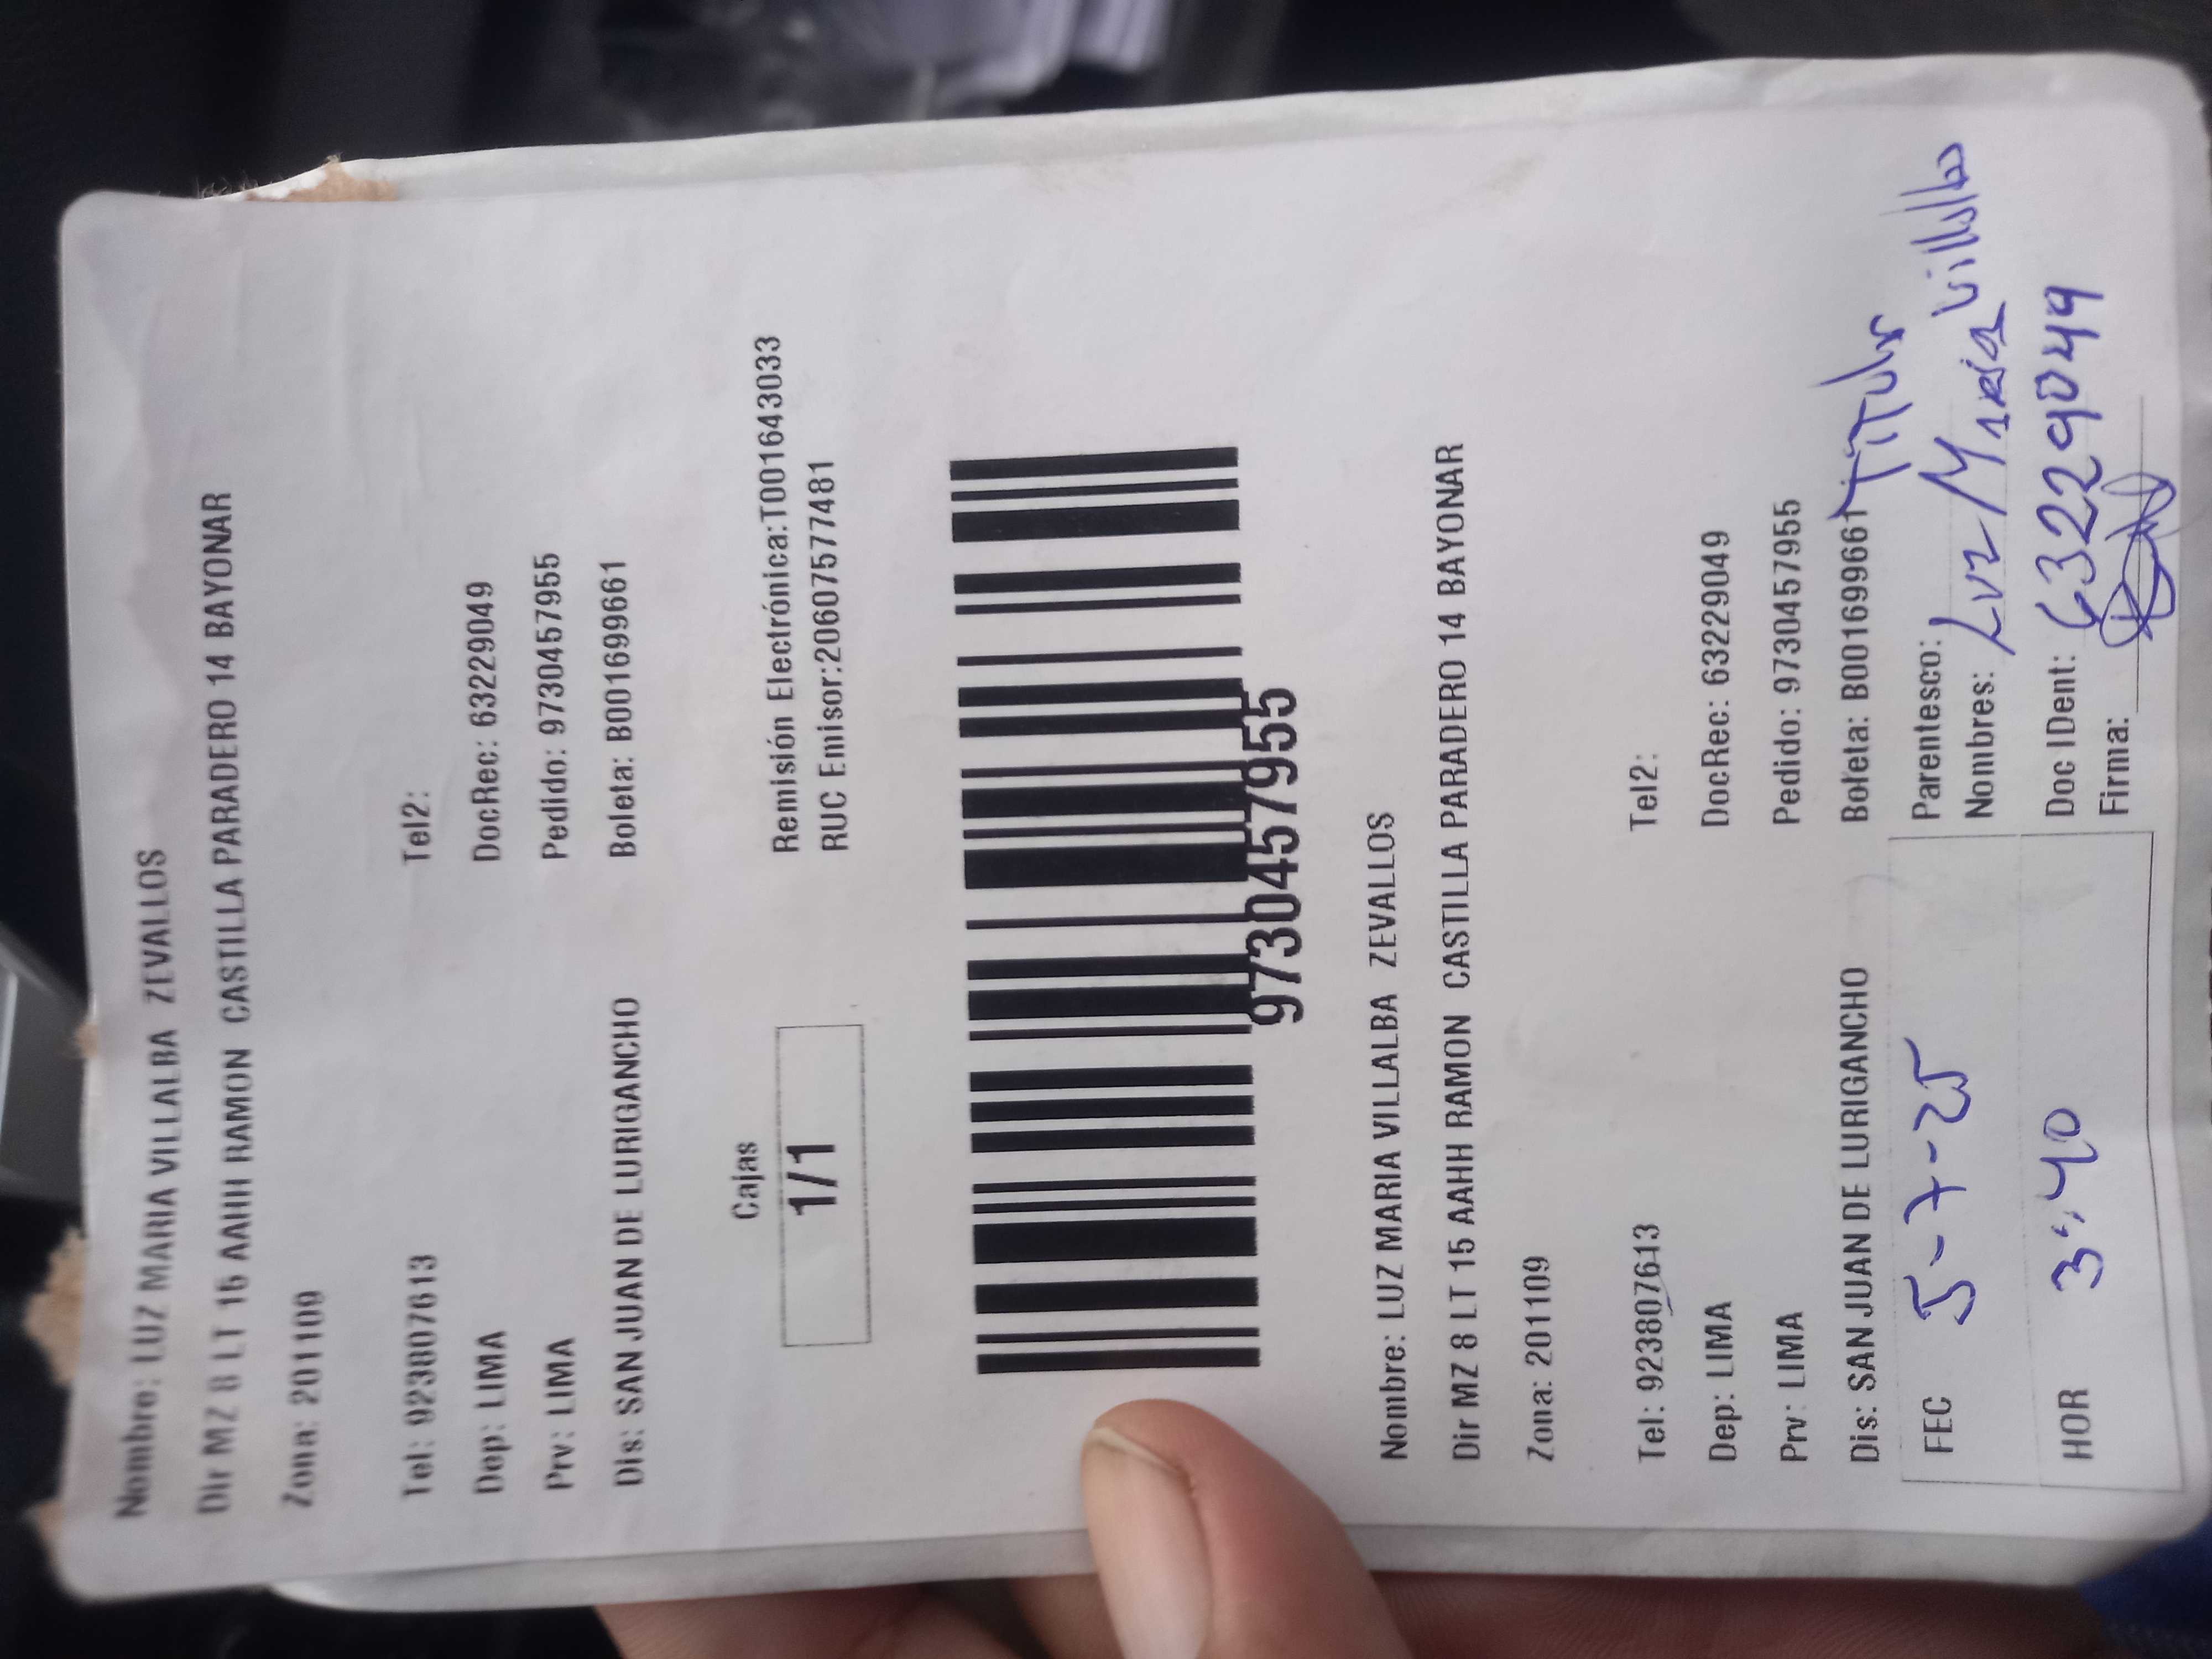 Nombre: LUZ MARIA VILLALBA ZEVALLOS
Dir MZ 8 LT 15 AAHH RAMON CASTILLA PARADERO 14 BAYONAR
Zona: 201109
Tel: 923807613 Tel2:
Dep: LIMA DocRec: 63229049
Prv: LIMA Pedido: 9730457955
Dis: SAN JUAN DE LURIGANCHO Boleta: B001699661
Cajas
1/1
Remisión Electrónica:T001643033
RUC Emisor:20607577481
9730457955
Nombre: LUZ MARIA VILLALBA ZEVALLOS
Dir MZ 8 LT 15 AAHH RAMON CASTILLA PARADERO 14 BAYONAR
Zona: 201109
Tel: 923807613 Tel2:
Dep: LIMA DocRec: 63229049
Prv: LIMA Pedido: 9730457955
Dis: SAN JUAN DE LURIGANCHO Boleta: B001699661
FEC 5-7-25 Parentesco: Titular
Nombres: Luz Maria Villalba
HOR 3:40 Doc IDent: 63229049
Firma: